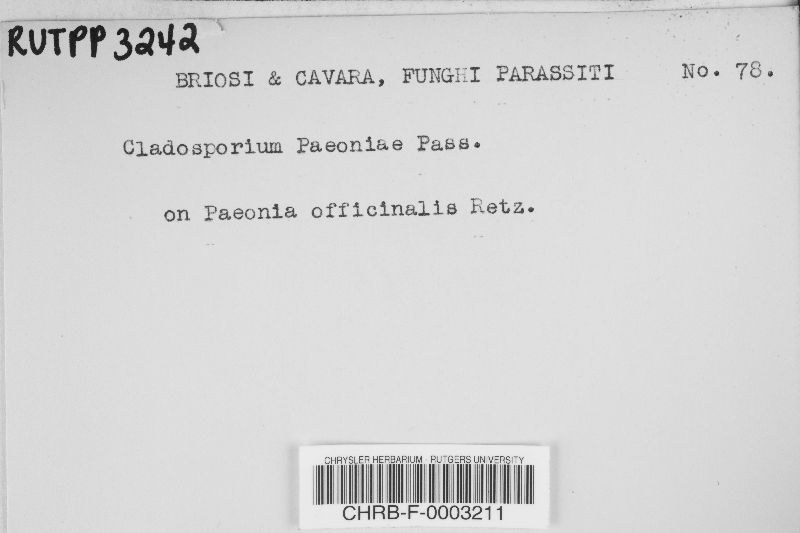 RUTPP 3242
BRIOSI & CAVARA, FUNGHI PARASSITI No. 78.
Cladosporium Paeoniae Pass.
on Paeonia officinalis Retz.
CHRYSLER HERBARIUM - RUTGERS UNIVERSITY
CHRB-F-0003211